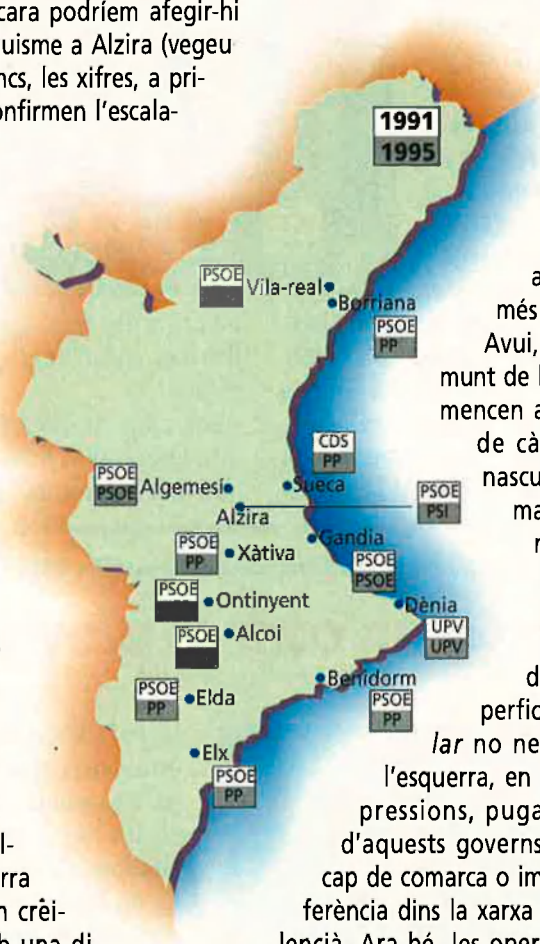 cara podríem afegir-hi
uisme a Alzira (vegeu
ncs, les xifres, a pri-
onfirmen l'escala-
1991
1995
PSOE
Vila-real
Borriana
PSOE
PP
a
més
Avui,
munt de l
mencen a
de cà
nascu
ma
r
CDS
PP
Sueca
PSOE
PSOE
Algemesí
Alzira
PSOE
PSI
PSOE
PP
Xàtiva
Gandia
PSOE
PSOE
PSOE
Ontinyent
Dènia
UPV
UPV
PSOE
Alcoi
Benidorm
PSOE
PP
PSOE
PP
Elda
Elx
PSOE
PP
d
perfic
lar no ne
l'esquerra, en
pressions, puga
d'aquests governs
cap de comarca o im
ferència dins la xarxa
lencià. Ara bé, les oper
l-
rra
n crèi-
b una di